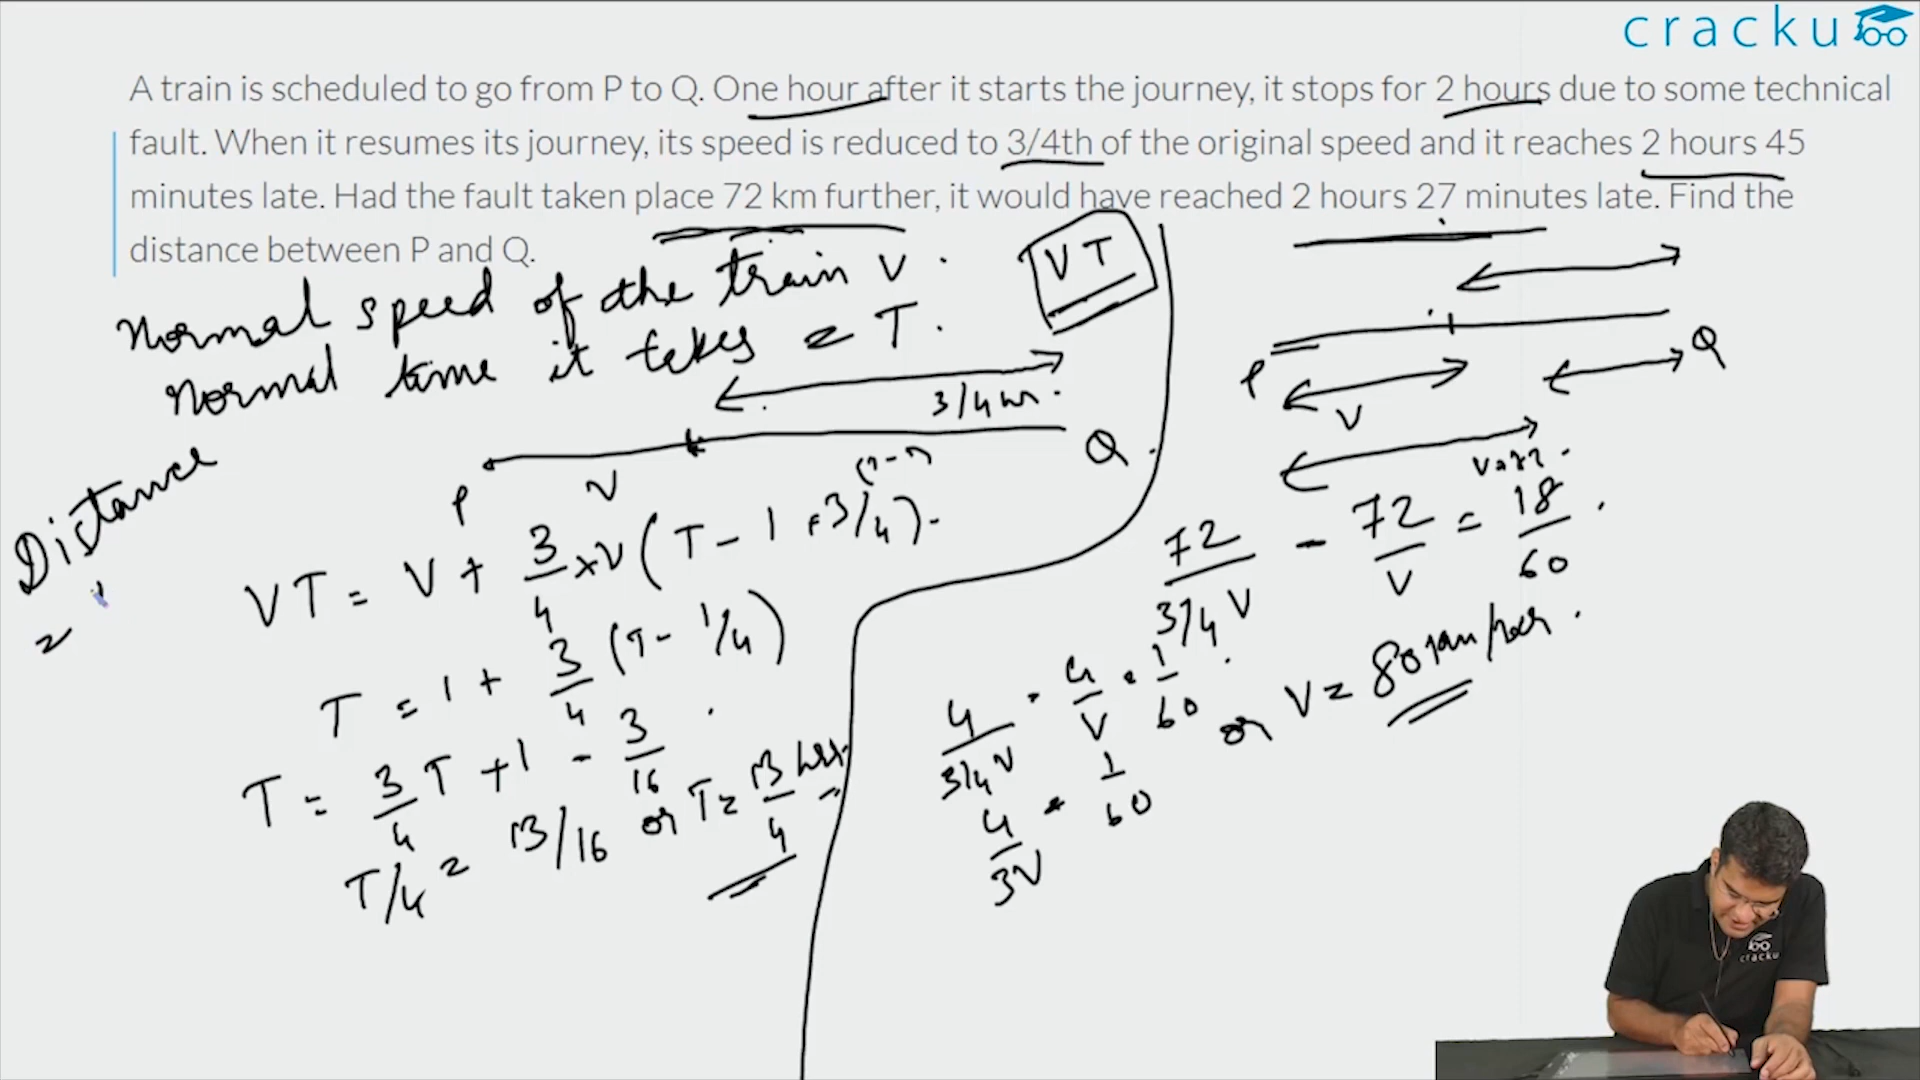 cracku
A train is scheduled to go from P to Q. One hour after it starts the journey, it stops for 2 hours due to some technical
fault. When it resumes its journey, its speed is reduced to 3/4th of the original speed and it reaches 2 hours 45
minutes late. Had the fault taken place 72 km further, it would have reached 2 hours 27 minutes late. Find the
distance between P and Q.
Normal speed of the train V.
Normal time it takes = T.
VT
3/4 hr.
P V Q
(T-1)
Distance
=
VT = V + 3/4 × V (T - 1 + 3/4).
T = 1 + 3/4 (T - 1/4)
T = 3/4 T + 1 - 3/16
T/4 = 13/16 or T = 13/4 hrs.
P V Q
V+72.
72/(3/4 V) - 72/V = 18/60.
4/(3/4 V) - 4/V = 1/60.
4/3V = 1/60
or V = 80 km/hr.
cracku